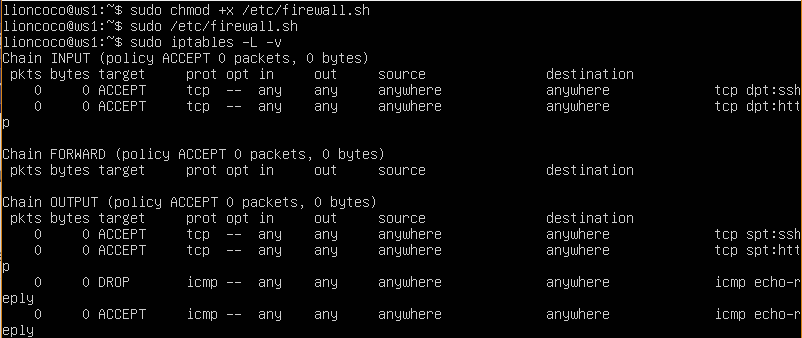 lioncoco@ws1:~$ sudo chmod +x /etc/firewall.sh
lioncoco@ws1:~$ sudo /etc/firewall.sh
lioncoco@ws1:~$ sudo iptables -L -v
Chain INPUT (policy ACCEPT 0 packets, 0 bytes)
 pkts bytes target     prot opt in     out     source               destination
    0     0 ACCEPT     tcp  --  any    any     anywhere             anywhere             tcp dpt:ssh
    0     0 ACCEPT     tcp  --  any    any     anywhere             anywhere             tcp dpt:htt
p

Chain FORWARD (policy ACCEPT 0 packets, 0 bytes)
 pkts bytes target     prot opt in     out     source               destination

Chain OUTPUT (policy ACCEPT 0 packets, 0 bytes)
 pkts bytes target     prot opt in     out     source               destination
    0     0 ACCEPT     tcp  --  any    any     anywhere             anywhere             tcp spt:ssh
    0     0 ACCEPT     tcp  --  any    any     anywhere             anywhere             tcp spt:htt
p
    0     0 DROP       icmp --  any    any     anywhere             anywhere             icmp echo-r
eply
    0     0 ACCEPT     icmp --  any    any     anywhere             anywhere             icmp echo-r
eply